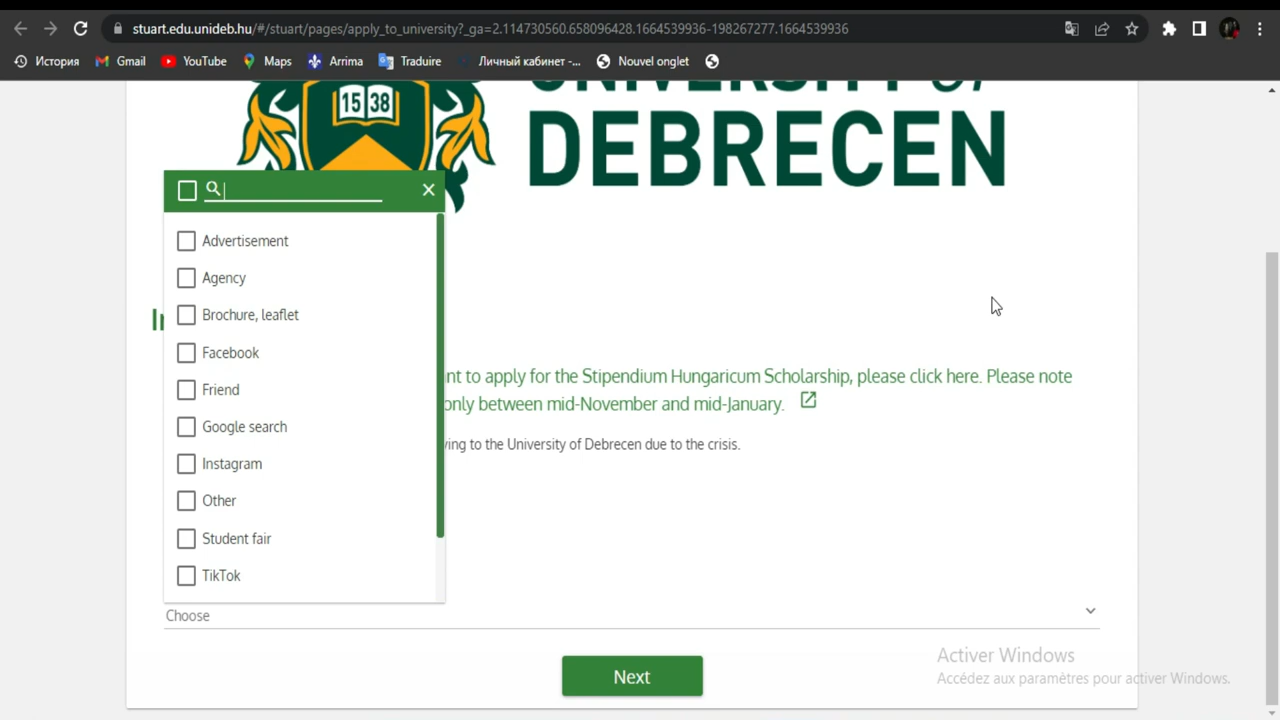 stuart.edu.unideb.hu/#/stuart/pages/apply_to_university?_ga=2.114730560.658096428.1664539936-198267277.1664539936
История Gmail YouTube Maps Arrima Traduire Личный кабинет -... Nouvel onglet
UNIVERSITY of
DEBRECEN
15 38
Advertisement
Agency
Brochure, leaflet
Facebook
nt to apply for the Stipendium Hungaricum Scholarship, please click here. Please note
Friend
only between mid-November and mid-January.
Google search
ying to the University of Debrecen due to the crisis.
Instagram
Other
Student fair
TikTok
Choose
Next
Activer Windows
Accédez aux paramètres pour activer Windows.